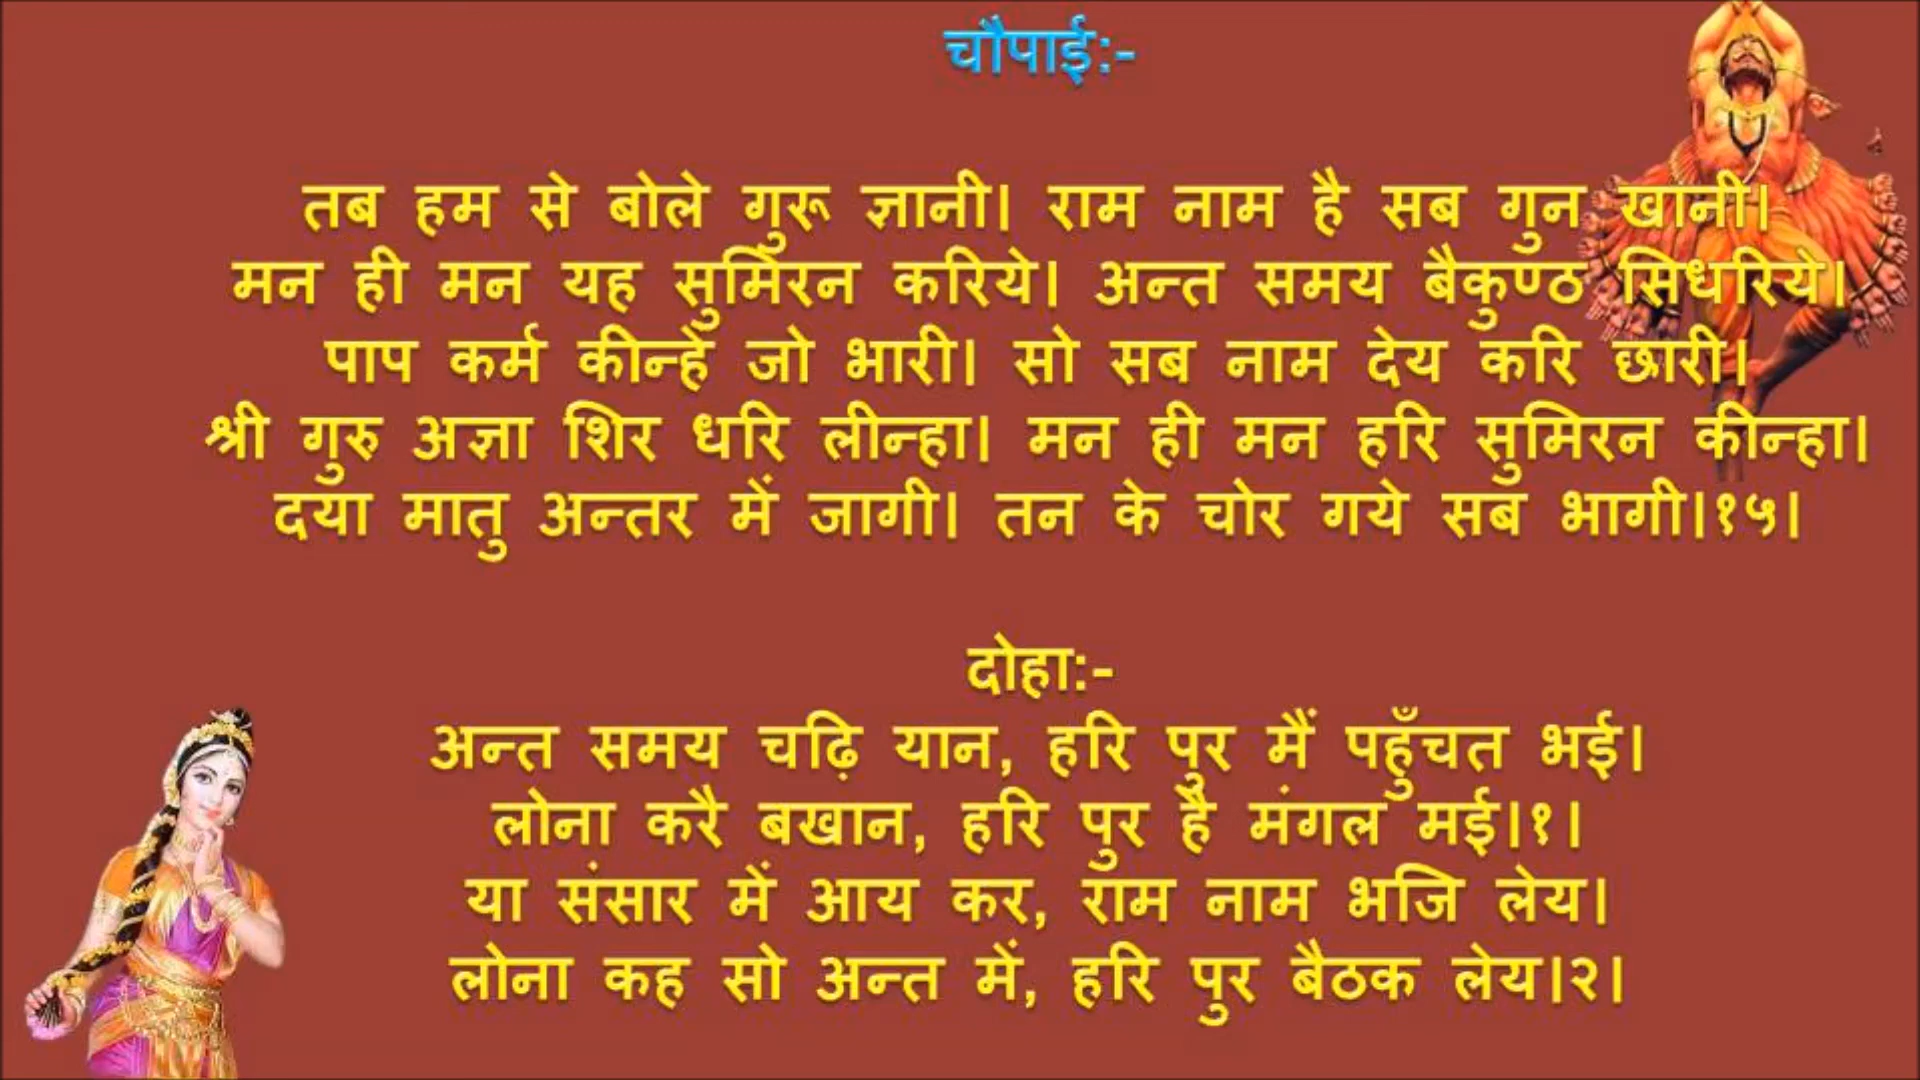 चौपाई:-
तब हम से बोले गुरू ज्ञानी। राम नाम है सब गुन खानी।
मन ही मन यह सुमिरन करिये। अन्त समय बैकुण्ठ सिधरिये।
पाप कर्म कीन्हें जो भारी। सो सब नाम देय करि छारी।
श्री गुरु अज्ञा शिर धरि लीन्हा। मन ही मन हरि सुमिरन कीन्हा।
दया मातु अन्तर में जागी। तन के चोर गये सब भागी।१५।
दोहा:-
अन्त समय चढ़ि यान, हरि पुर मैं पहुँचत भई।
लोना करै बखान, हरि पुर है मंगल मई।१।
या संसार में आय कर, राम नाम भजि लेय।
लोना कह सो अन्त में, हरि पुर बैठक लेय।२।